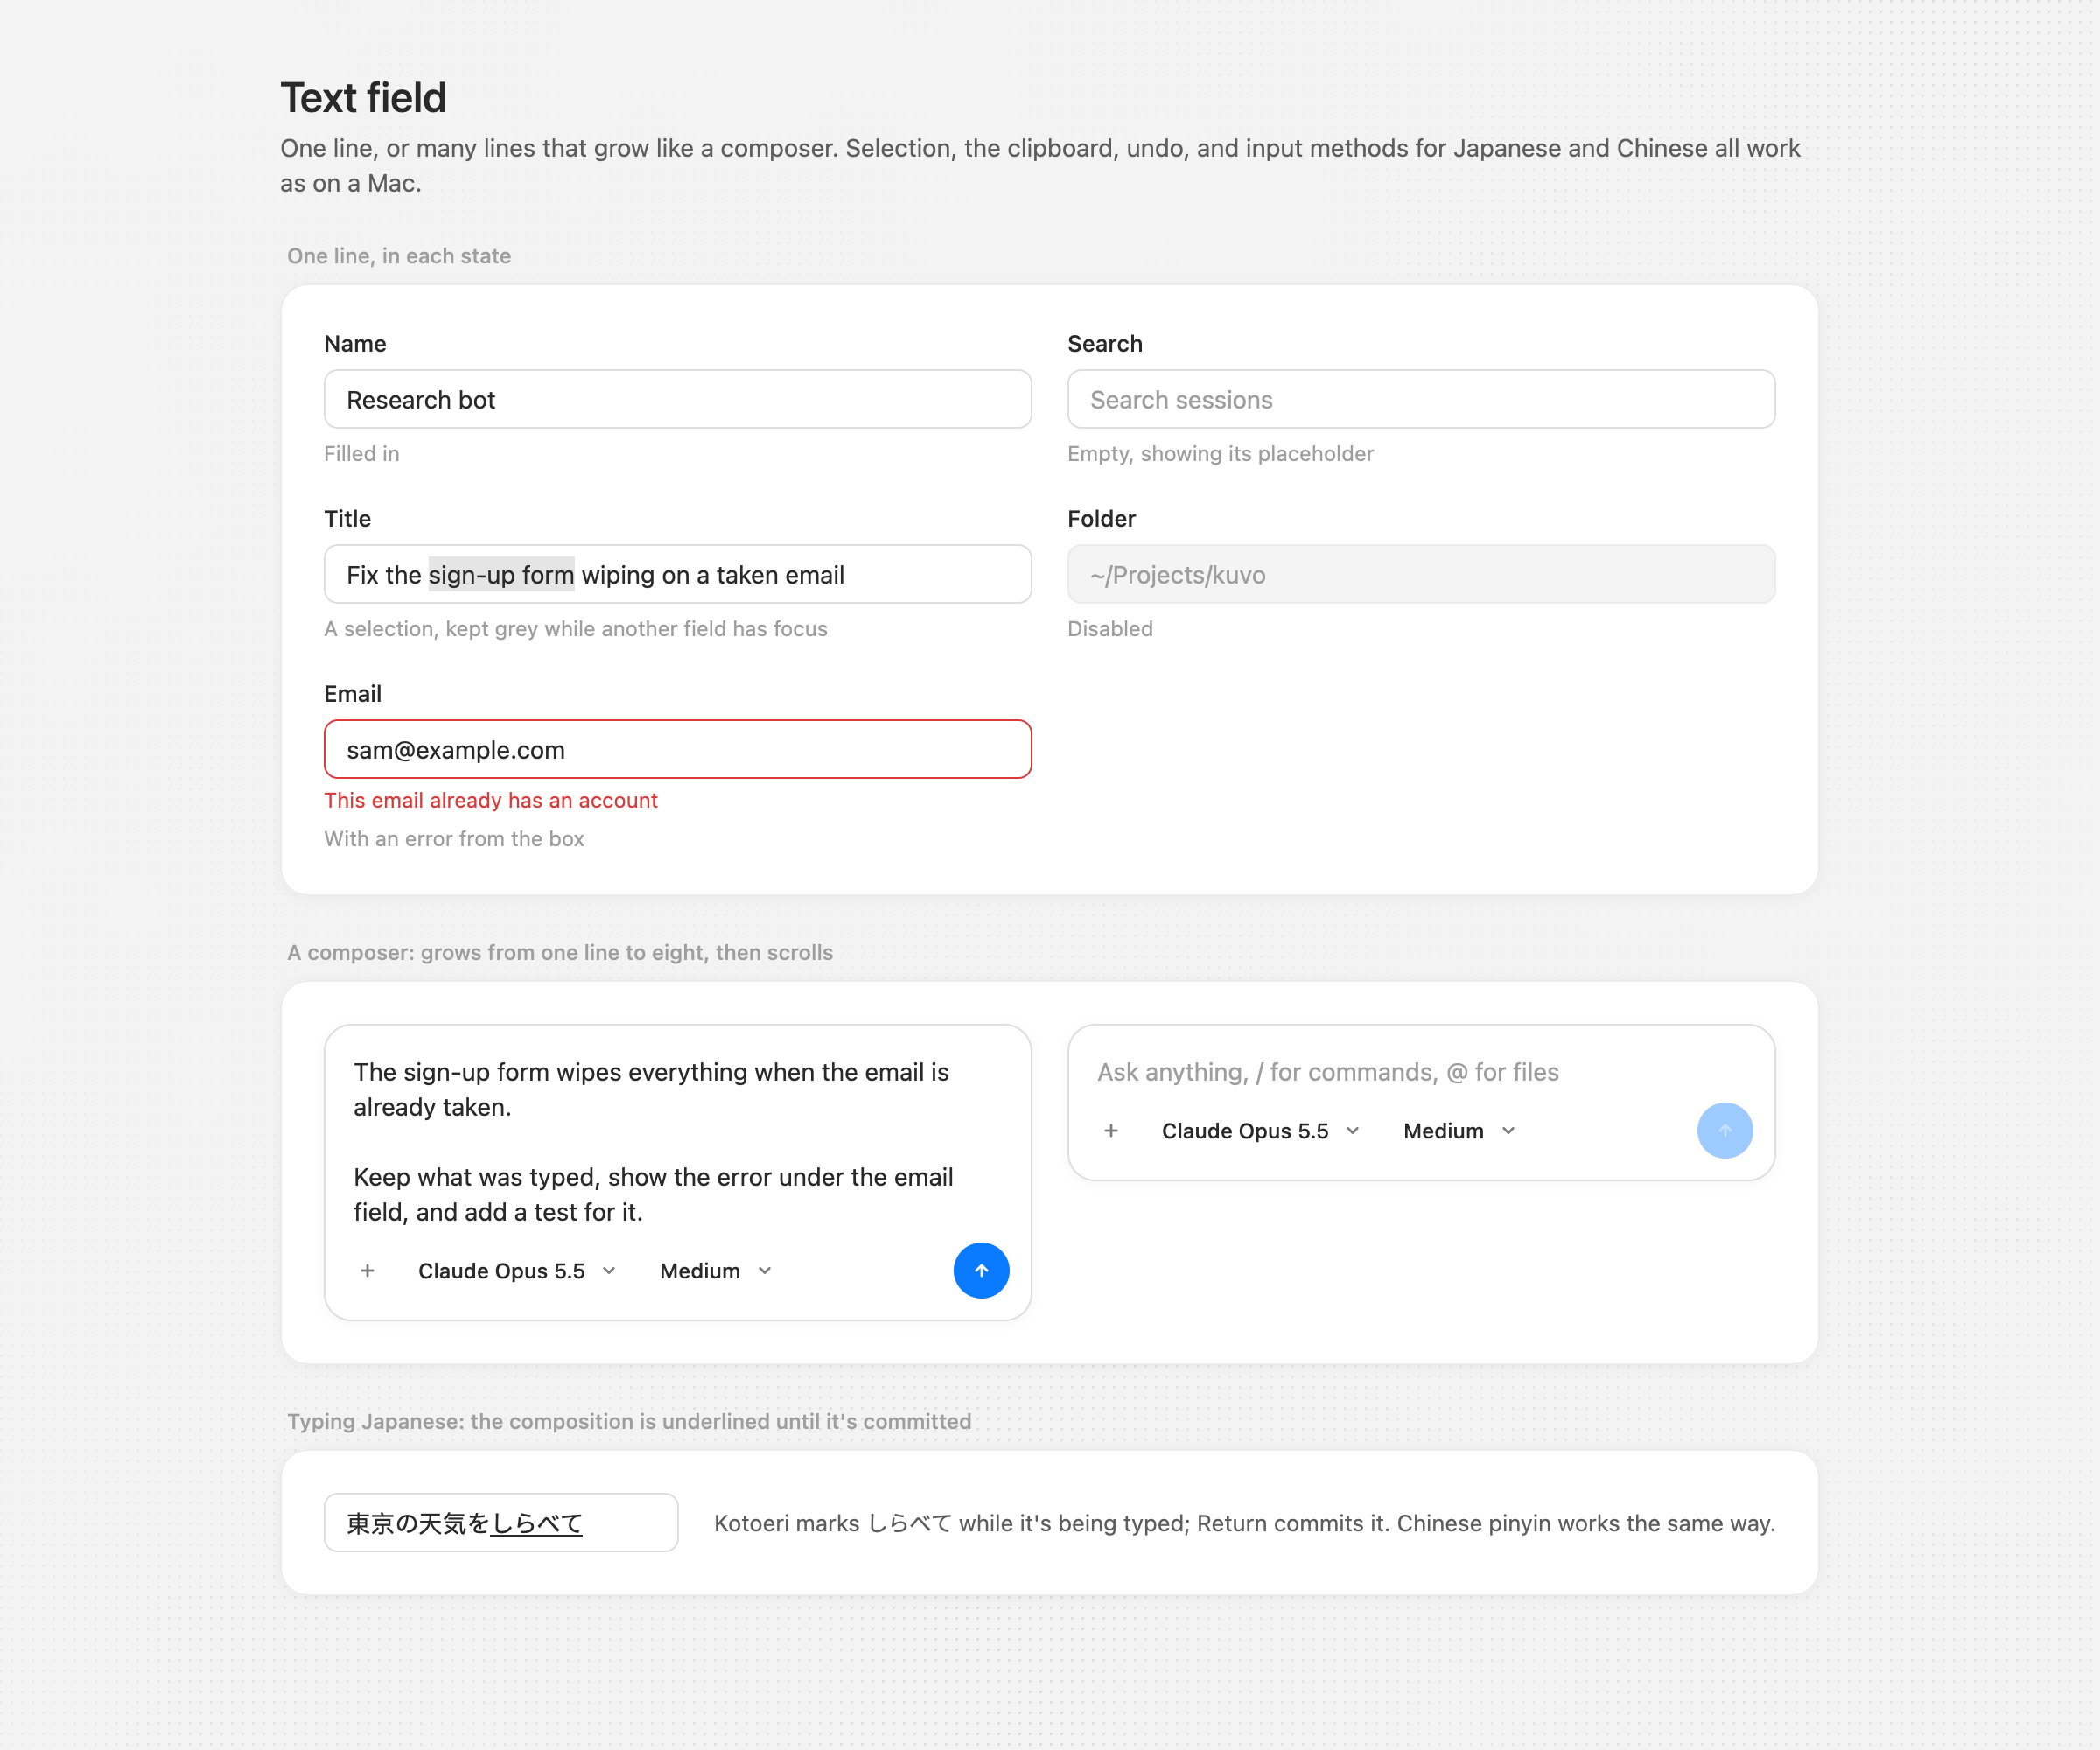 Text field
One line, or many lines that grow like a composer. Selection, the clipboard, undo, and input methods for Japanese and Chinese all work
as on a Mac.
One line, in each state
Name
Research bot
Filled in
Search
Search sessions
Empty, showing its placeholder
Title
Fix the sign-up form wiping on a taken email
A selection, kept grey while another field has focus
Folder
~/Projects/kuvo
Disabled
Email
sam@example.com
This email already has an account
With an error from the box
A composer: grows from one line to eight, then scrolls
The sign-up form wipes everything when the email is
already taken.
Keep what was typed, show the error under the email
field, and add a test for it.
+ Claude Opus 5.5 Medium
Ask anything, / for commands, @ for files
+ Claude Opus 5.5 Medium
Typing Japanese: the composition is underlined until it's committed
東京の天気をしらべて
Kotoeri marks しらべて while it's being typed; Return commits it. Chinese pinyin works the same way.